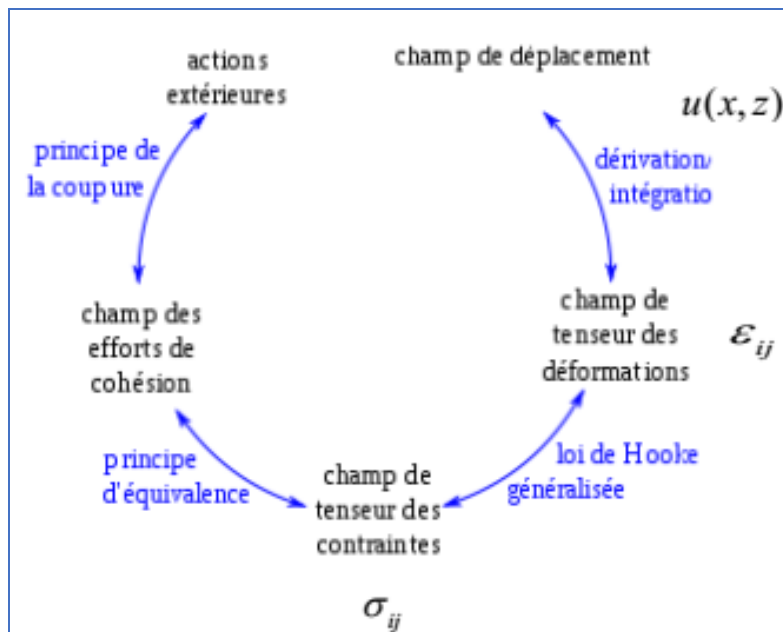 actions
extérieures
champ de déplacement
u(x, z)
principe de
la coupure
dérivation/
intégratio
champ des
efforts de
cohésion
champ de
tenseur des
déformations
ε_ij
principe
d'équivalence
champ de
tenseur des
contraintes
loi de Hooke
généralisée
σ_ij